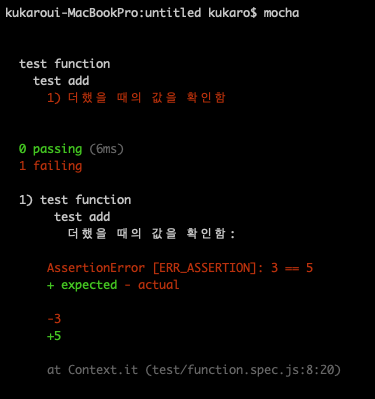 kukaroui-MacBookPro:untitled kukaro$ mocha
test function
test add
1) 더했을 때의 값을 확인함
0 passing (6ms)
1 failing
1) test function
test add
더했을 때의 값을 확인함:
AssertionError [ERR_ASSERTION]: 3 == 5
+ expected - actual
-3
+5
at Context.it (test/function.spec.js:8:20)